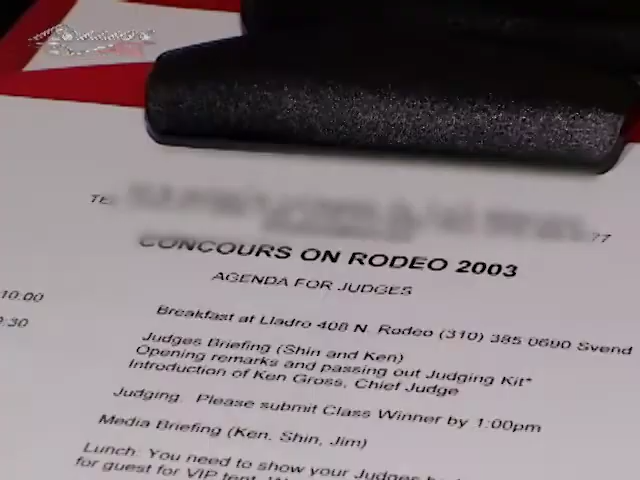 TE
77
CONCOURS ON RODEO 2003
AGENDA FOR JUDGES
10:00
Breakfast at Lladro 408 N. Rodeo (310) 385 0690 Svend
:30
Judges Briefing (Shin and Ken)
Opening remarks and passing out Judging Kit*
Introduction of Ken Gross, Chief Judge
Judging. Please submit Class Winner by 1:00pm
Media Briefing (Ken, Shin, Jim)
Lunch: You need to show your Judges
for guest for VIP tent.